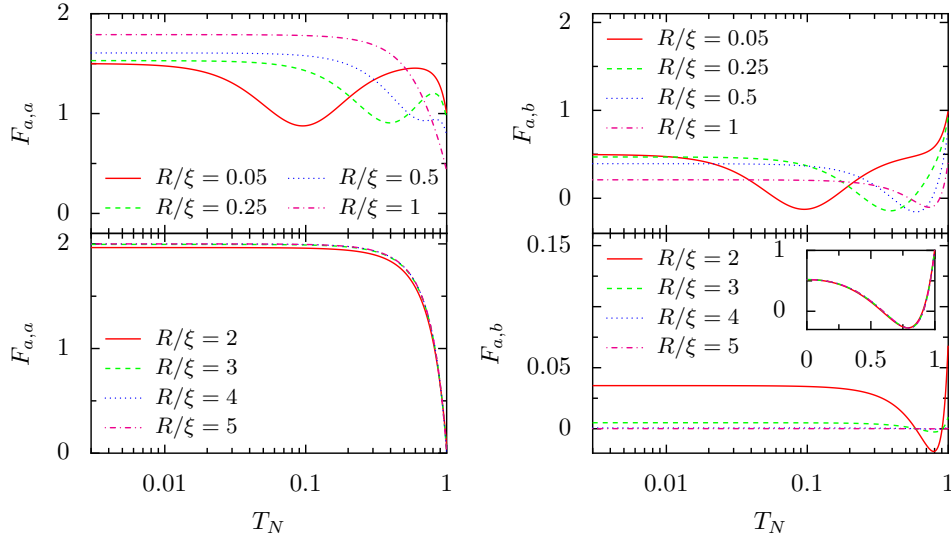 2
1
0
F_{a,a}
R/ξ = 0.05
R/ξ = 0.25
R/ξ = 0.5
R/ξ = 1
2
1
0
F_{a,b}
R/ξ = 0.05
R/ξ = 0.25
R/ξ = 0.5
R/ξ = 1
2
1
0
F_{a,a}
R/ξ = 2
R/ξ = 3
R/ξ = 4
R/ξ = 5
0.01
0.1
1
T_N
0.15
0.05
0
F_{a,b}
R/ξ = 2
R/ξ = 3
R/ξ = 4
R/ξ = 5
1
0
0
0.5
1
0.01
0.1
1
T_N